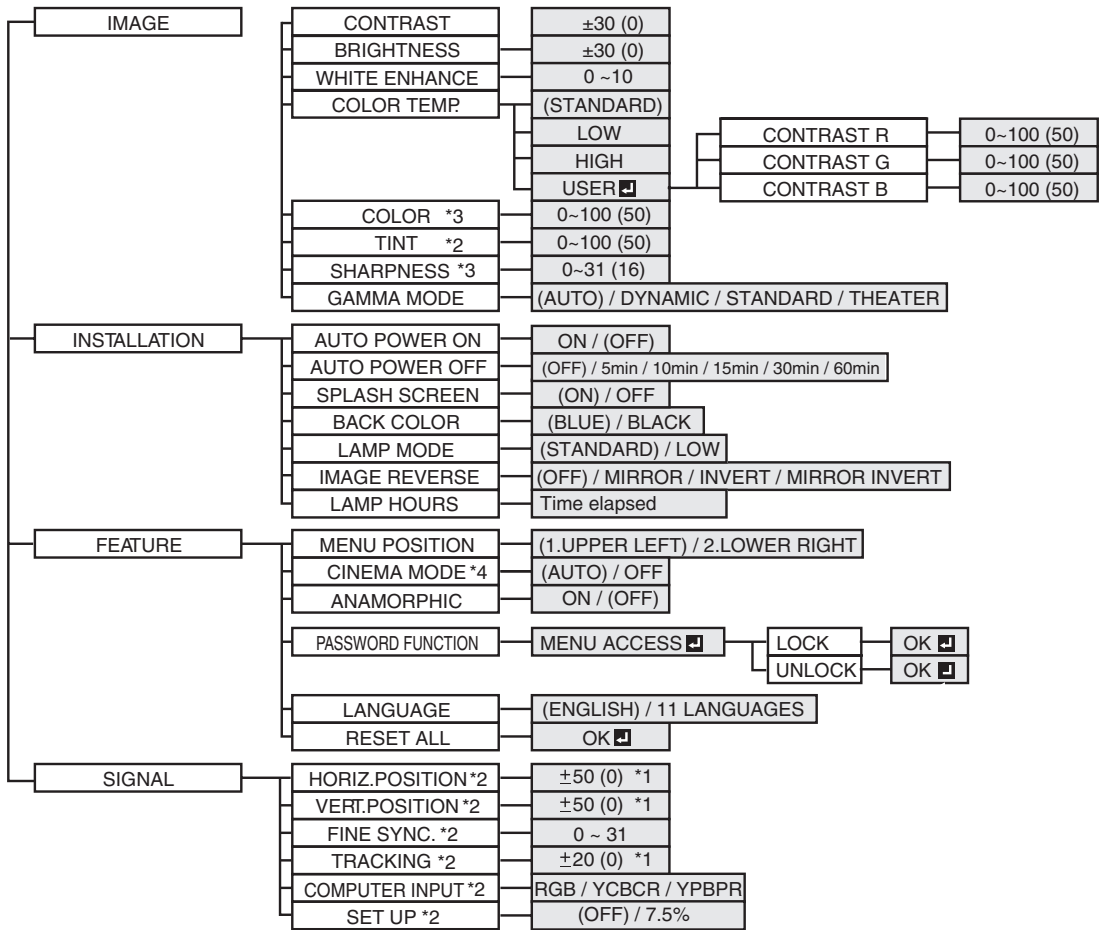 IMAGE
CONTRAST ±30 (0)
BRIGHTNESS ±30 (0)
WHITE ENHANCE 0 ~10
COLOR TEMP. (STANDARD)
LOW
HIGH
USER
CONTRAST R 0~100 (50)
CONTRAST G 0~100 (50)
CONTRAST B 0~100 (50)
COLOR *3 0~100 (50)
TINT *2 0~100 (50)
SHARPNESS *3 0~31 (16)
GAMMA MODE (AUTO) / DYNAMIC / STANDARD / THEATER
INSTALLATION
AUTO POWER ON ON / (OFF)
AUTO POWER OFF (OFF) / 5min / 10min / 15min / 30min / 60min
SPLASH SCREEN (ON) / OFF
BACK COLOR (BLUE) / BLACK
LAMP MODE (STANDARD) / LOW
IMAGE REVERSE (OFF) / MIRROR / INVERT / MIRROR INVERT
LAMP HOURS Time elapsed
FEATURE
MENU POSITION (1.UPPER LEFT) / 2.LOWER RIGHT
CINEMA MODE *4 (AUTO) / OFF
ANAMORPHIC ON / (OFF)
PASSWORD FUNCTION MENU ACCESS
LOCK OK
UNLOCK OK
LANGUAGE (ENGLISH) / 11 LANGUAGES
RESET ALL OK
SIGNAL
HORIZ.POSITION *2 ±50 (0) *1
VERT.POSITION *2 ±50 (0) *1
FINE SYNC. *2 0 ~ 31
TRACKING *2 ±20 (0) *1
COMPUTER INPUT *2 RGB / YCBCR / YPBPR
SET UP *2 (OFF) / 7.5%